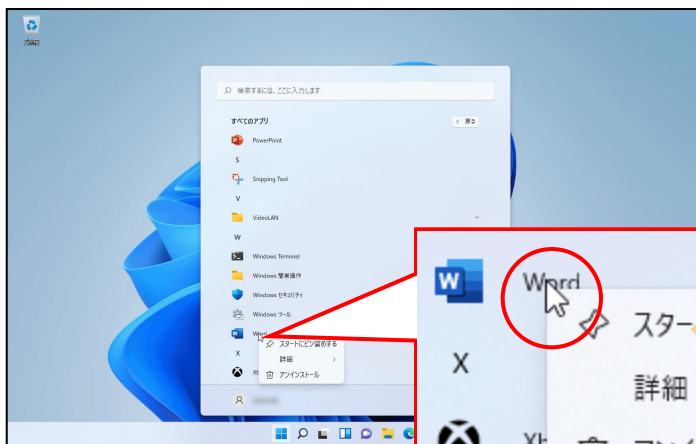 ごみ箱
検索するには、ここに入力します
すべてのアプリ
< 戻る
PowerPoint
S
Snipping Tool
V
VideoLAN
W
Windows Terminal
Windows 簡単操作
Windows セキュリティ
Windows ツール
Word
スタートにピン留めする
X
詳細
アンインストール
W
Word
スター
X
詳細